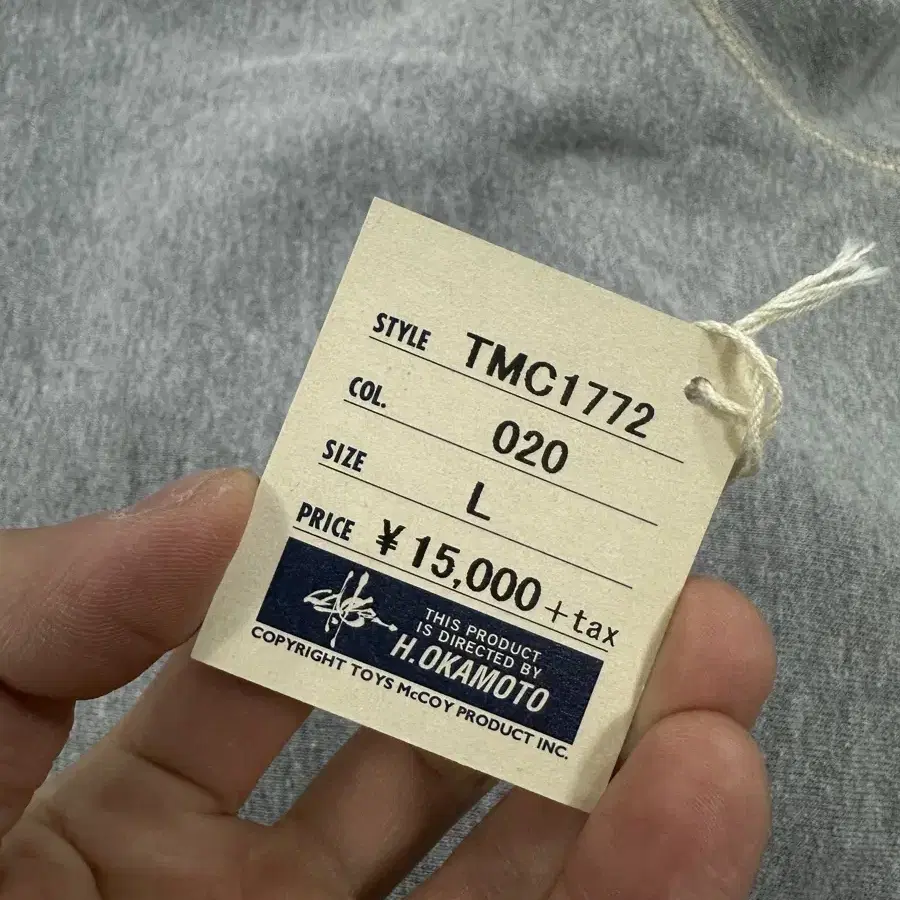 STYLE TMC1772
COL. 020
SIZE L
PRICE ¥15,000+tax
THIS PRODUCT
IS DIRECTED BY
H.OKAMOTO
COPYRIGHT TOYS McCOY PRODUCT INC.